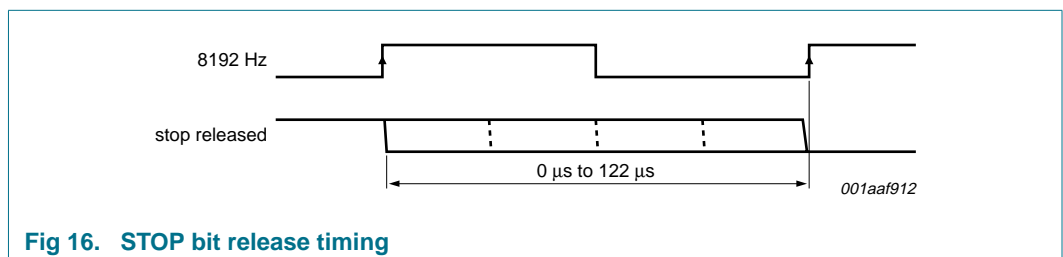 8192 Hz
stop released
0 μs to 122 μs
001aaf912
Fig 16. STOP bit release timing